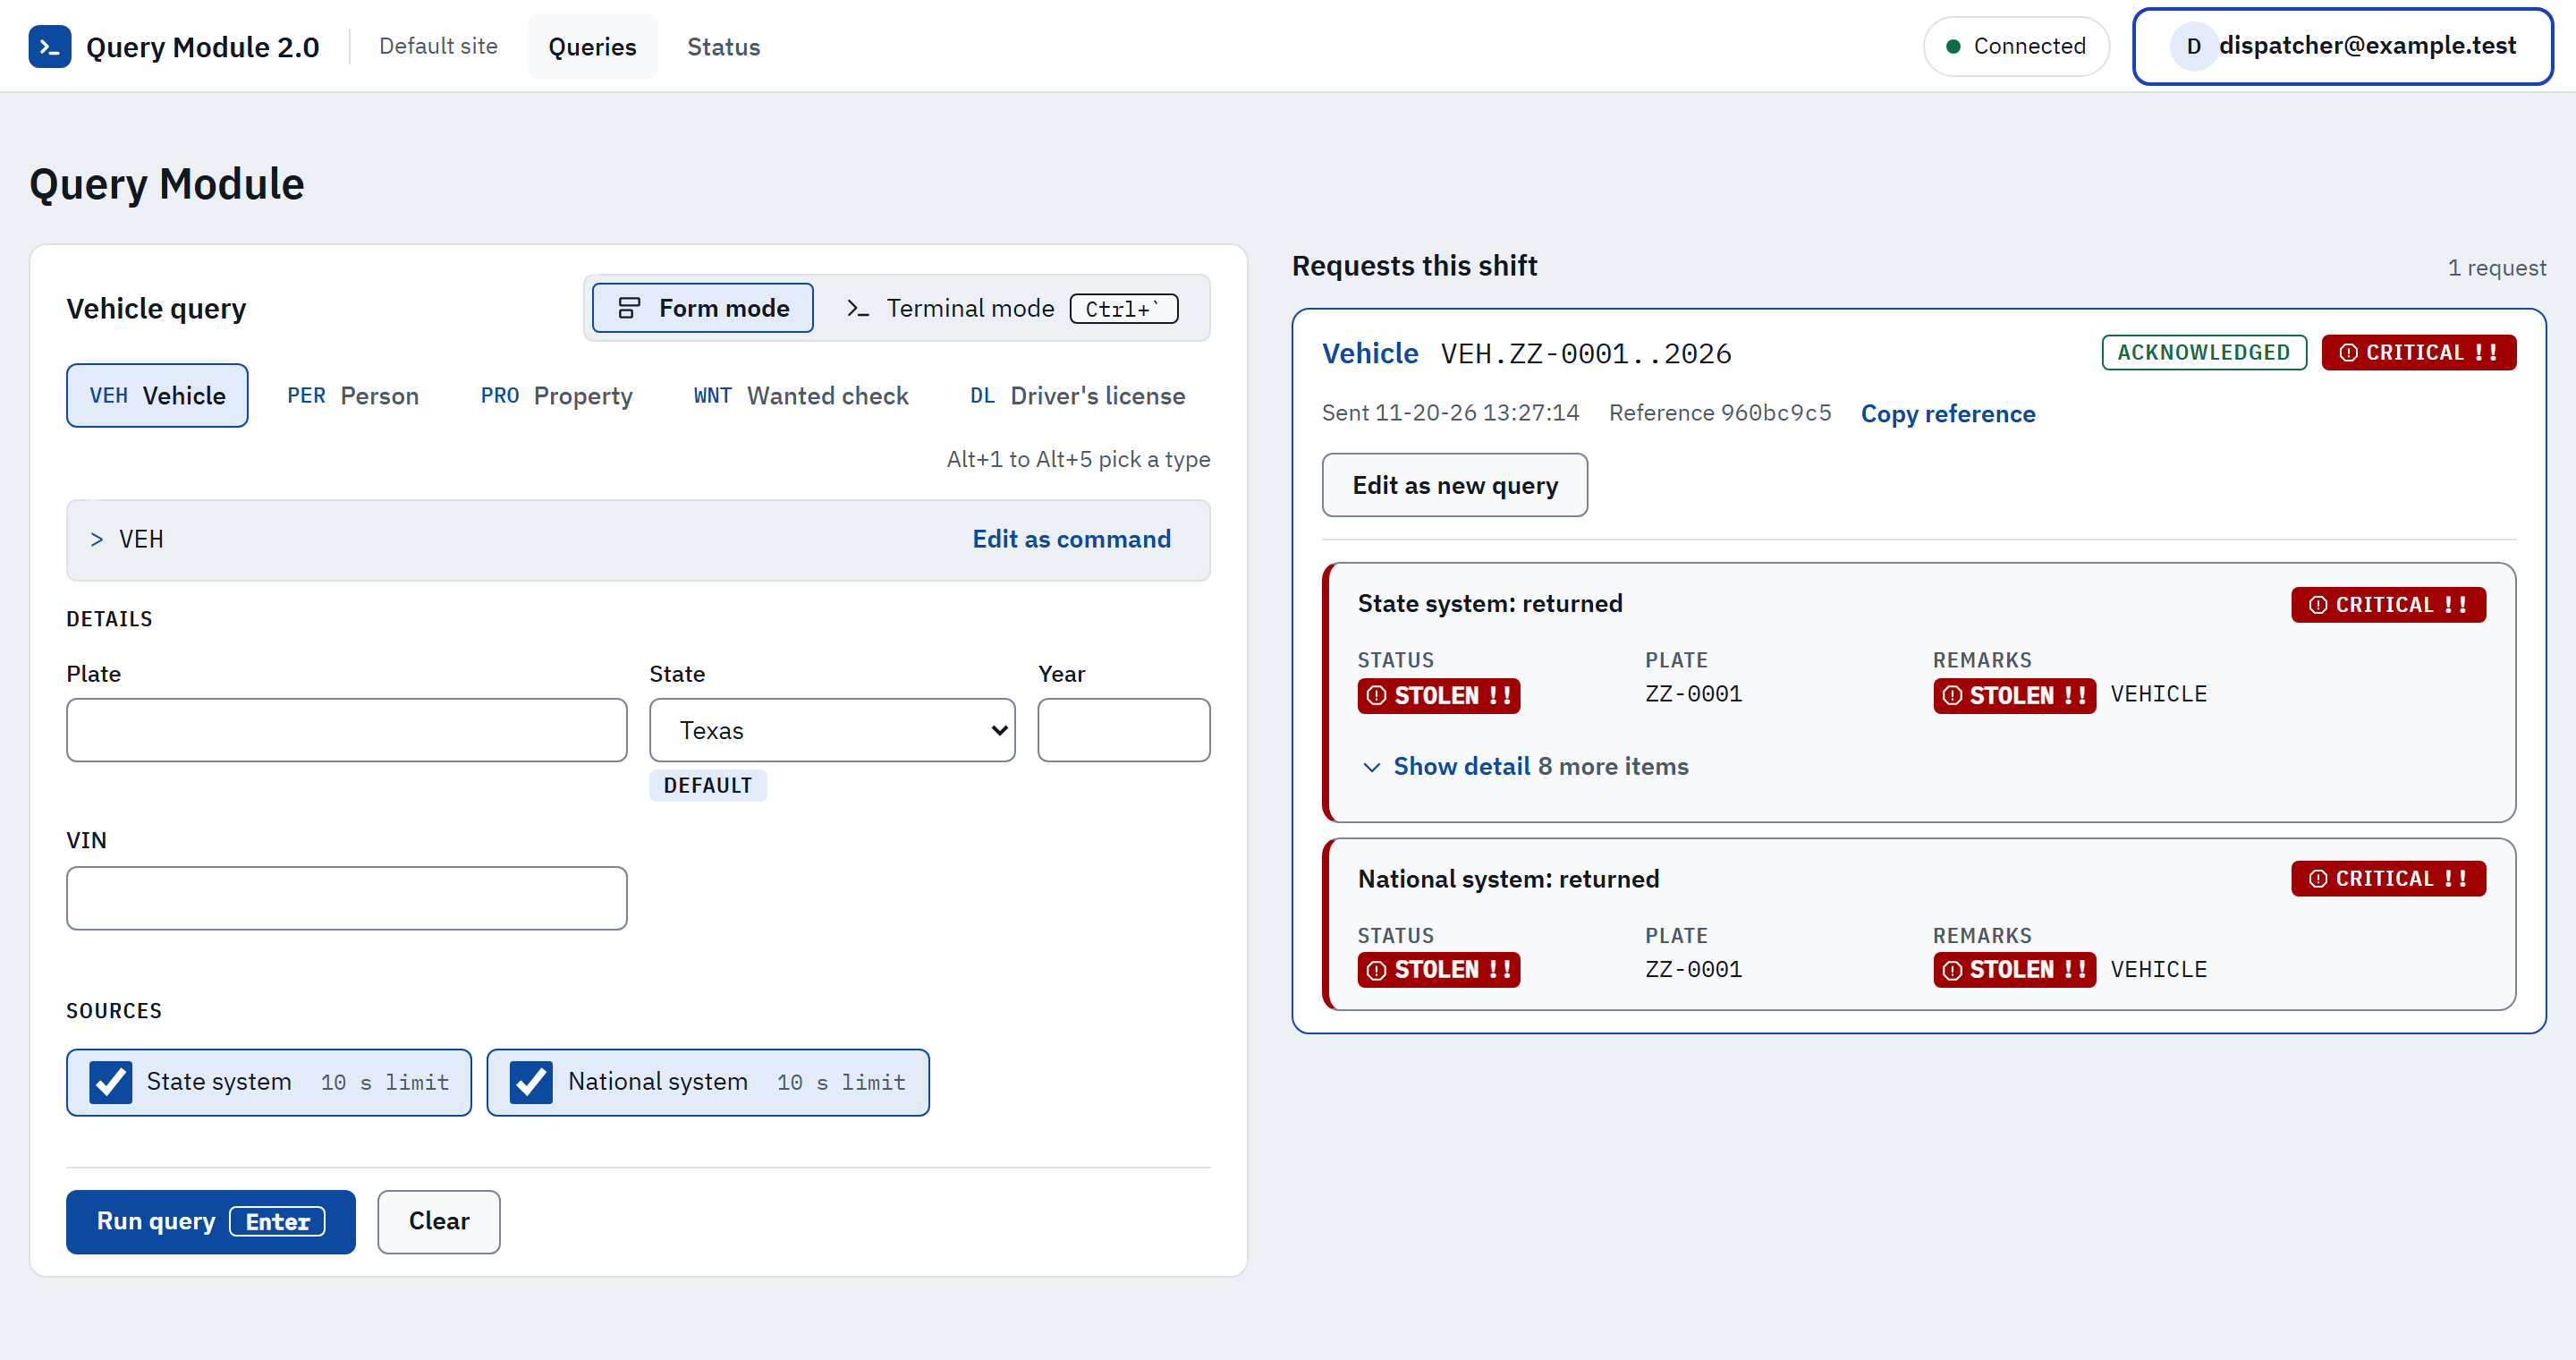 Query Module 2.0 Default site Queries Status Connected D dispatcher@example.test
Query Module
Vehicle query Form mode Terminal mode Ctrl+`
VEH Vehicle PER Person PRO Property WNT Wanted check DL Driver's license
Alt+1 to Alt+5 pick a type
> VEH Edit as command
DETAILS
Plate State Year
Texas
DEFAULT
VIN
SOURCES
State system 10 s limit National system 10 s limit
Run query Enter Clear
Requests this shift 1 request
Vehicle VEH.ZZ-0001..2026 ACKNOWLEDGED CRITICAL !!
Sent 11-20-26 13:27:14 Reference 960bc9c5 Copy reference
Edit as new query
State system: returned CRITICAL !!
STATUS PLATE REMARKS
STOLEN !! ZZ-0001 STOLEN !! VEHICLE
Show detail 8 more items
National system: returned CRITICAL !!
STATUS PLATE REMARKS
STOLEN !! ZZ-0001 STOLEN !! VEHICLE